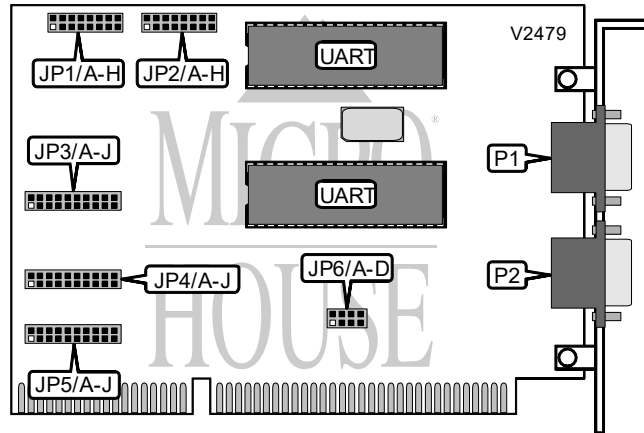 V2479
UART
JP1/A-H
JP2/A-H
MICRO
®
JP3/A-J
P1
UART
JP4/A-J
JP6/A-D
P2
HOUSE
JP5/A-J